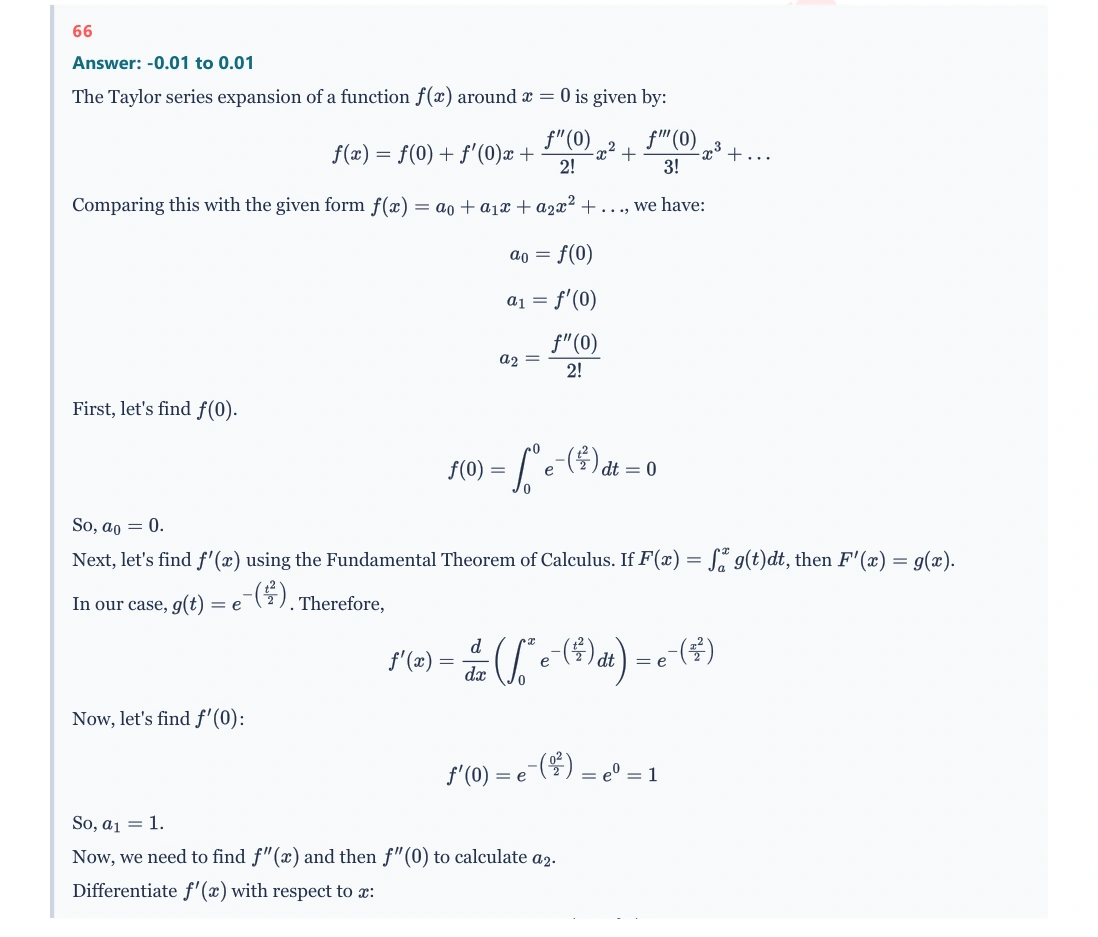 66
Answer: -0.01 to 0.01
The Taylor series expansion of a function f(x) around x = 0 is given by:
f(x) = f(0) + f′(0)x + f″(0)/2! x² + f‴(0)/3! x³ + …
Comparing this with the given form f(x) = a₀ + a₁x + a₂x² + …, we have:
a₀ = f(0)
a₁ = f′(0)
a₂ = f″(0)/2!
First, let's find f(0).
f(0) = ∫₀⁰ e^−(t²/2) dt = 0
So, a₀ = 0.
Next, let's find f′(x) using the Fundamental Theorem of Calculus. If F(x) = ∫ₐˣ g(t)dt, then F′(x) = g(x).
In our case, g(t) = e^−(t²/2). Therefore,
f′(x) = d/dx (∫₀ˣ e^−(t²/2) dt) = e^−(x²/2)
Now, let's find f′(0):
f′(0) = e^−(0²/2) = e⁰ = 1
So, a₁ = 1.
Now, we need to find f″(x) and then f″(0) to calculate a₂.
Differentiate f′(x) with respect to x: